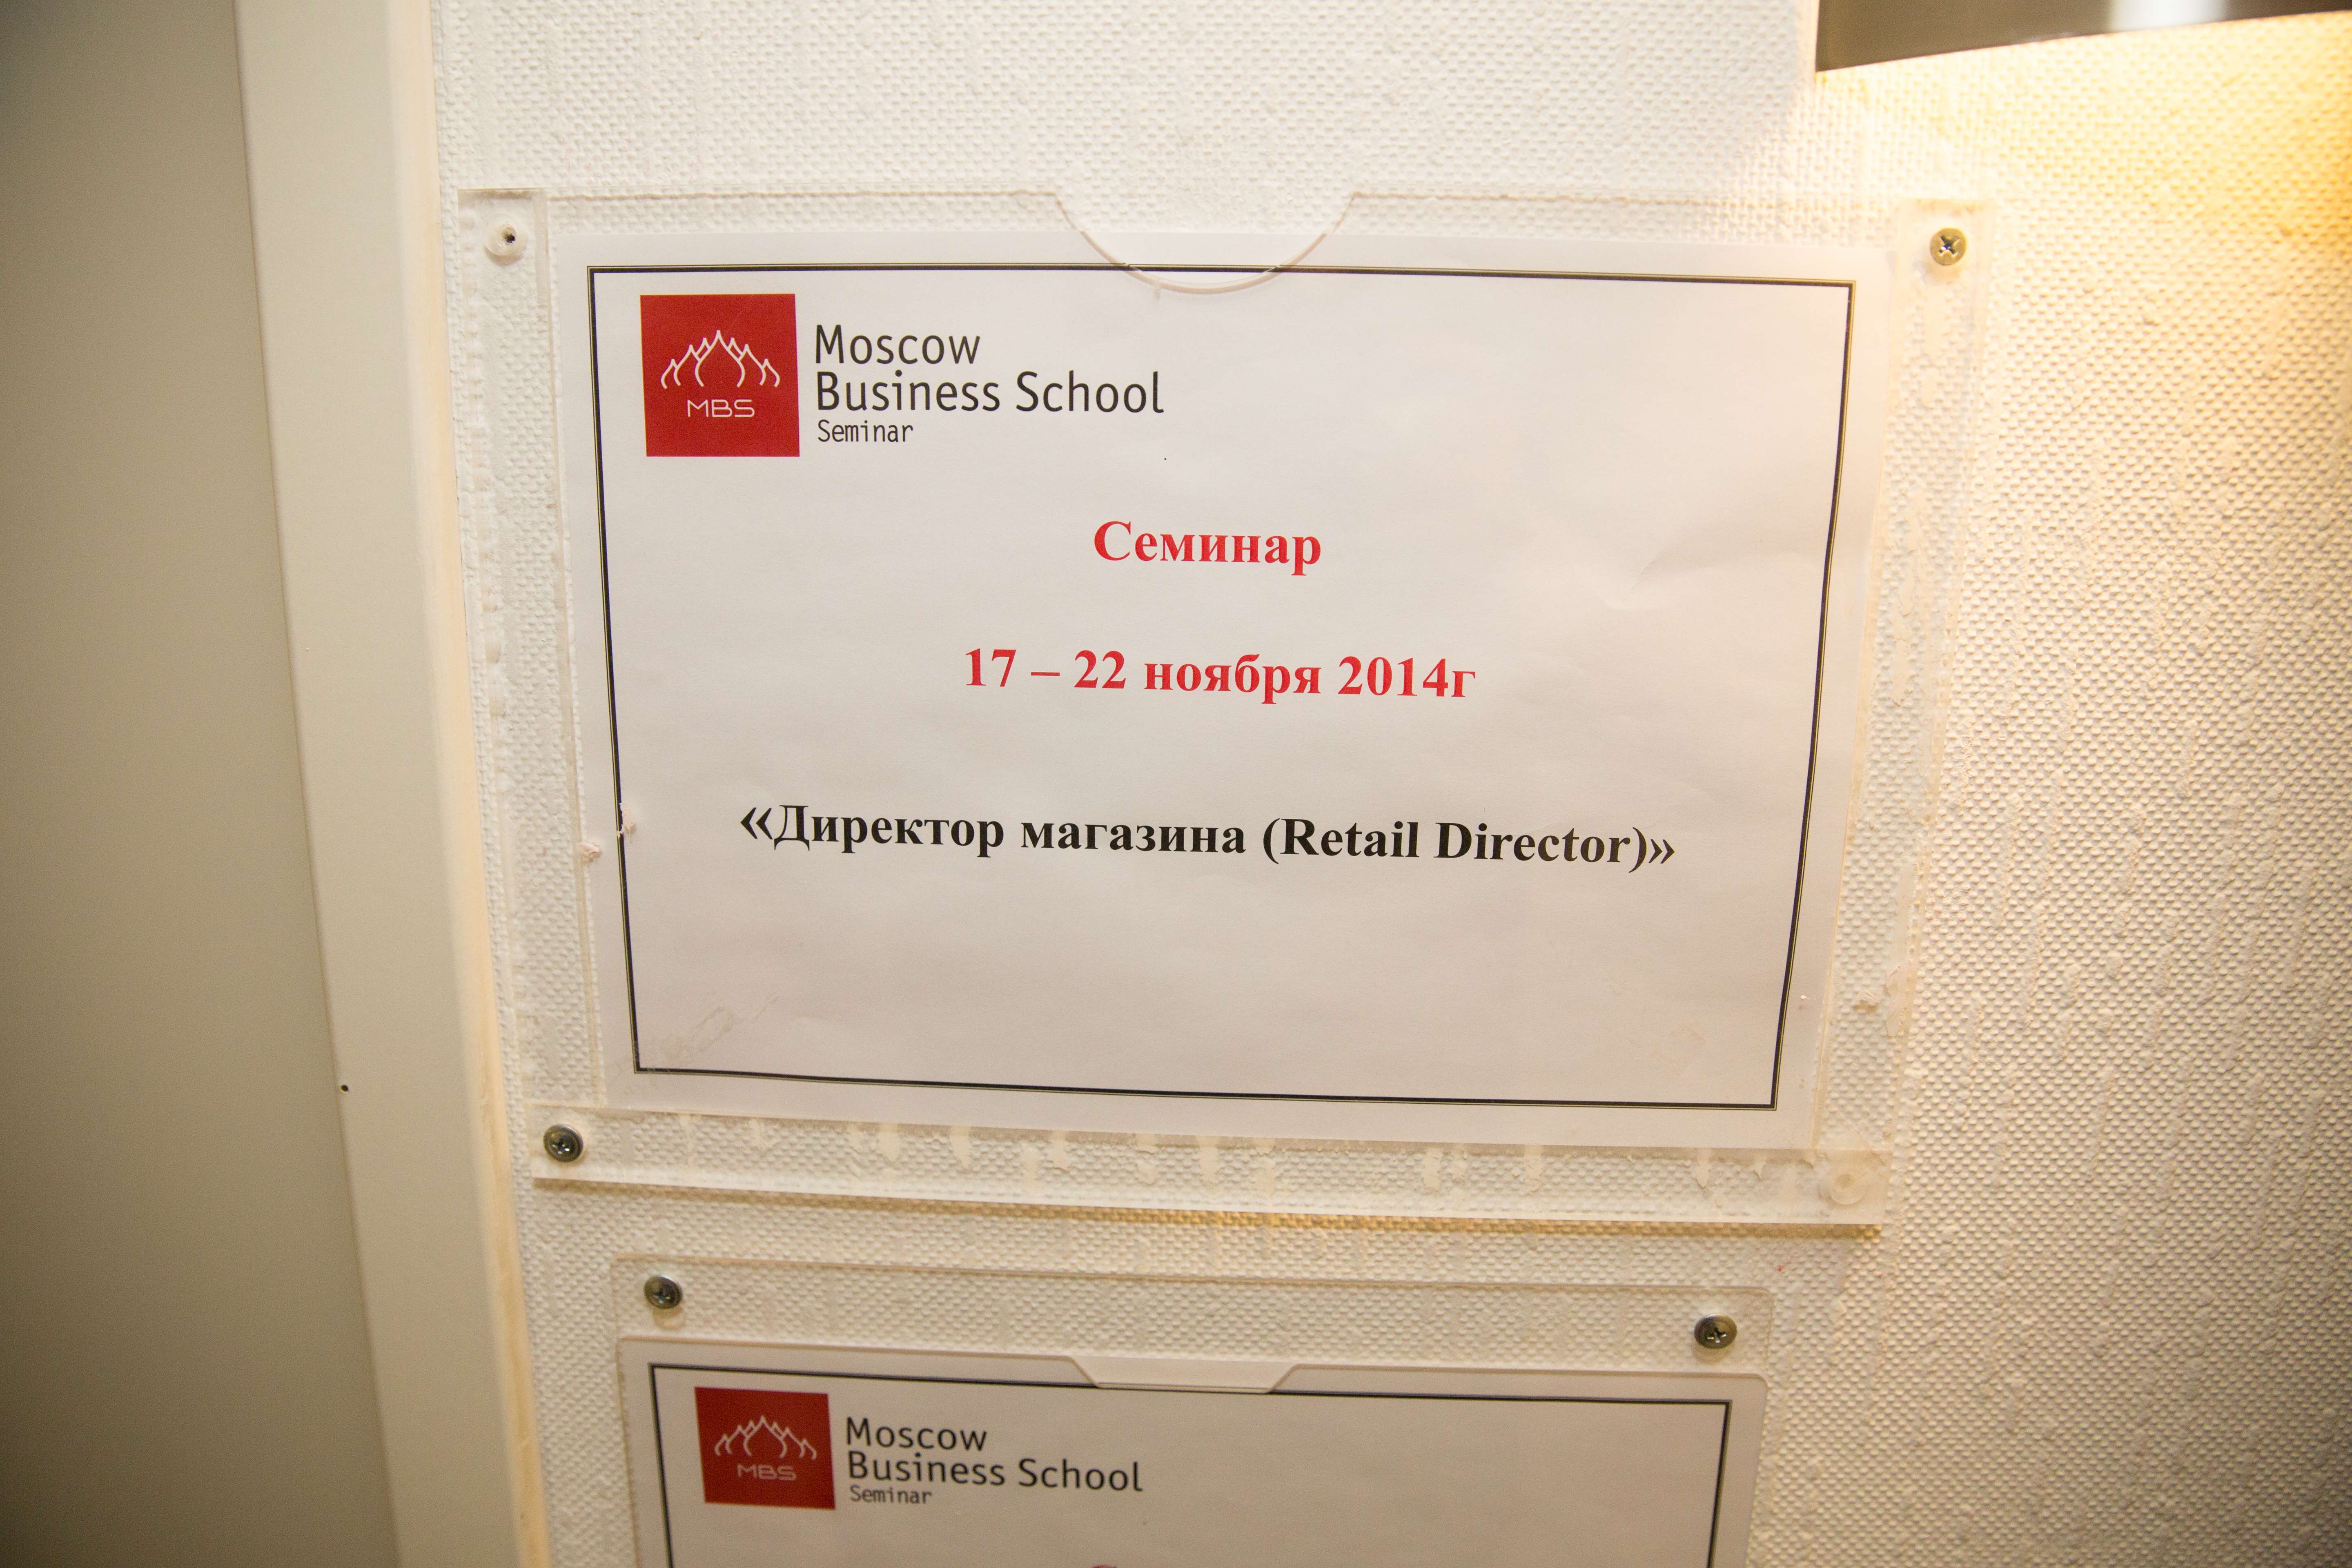 MBS
Moscow
Business School
Seminar
Семинар
17 – 22 ноября 2014г
«Директор магазина (Retail Director)»
MBS
Moscow
Business School
Seminar